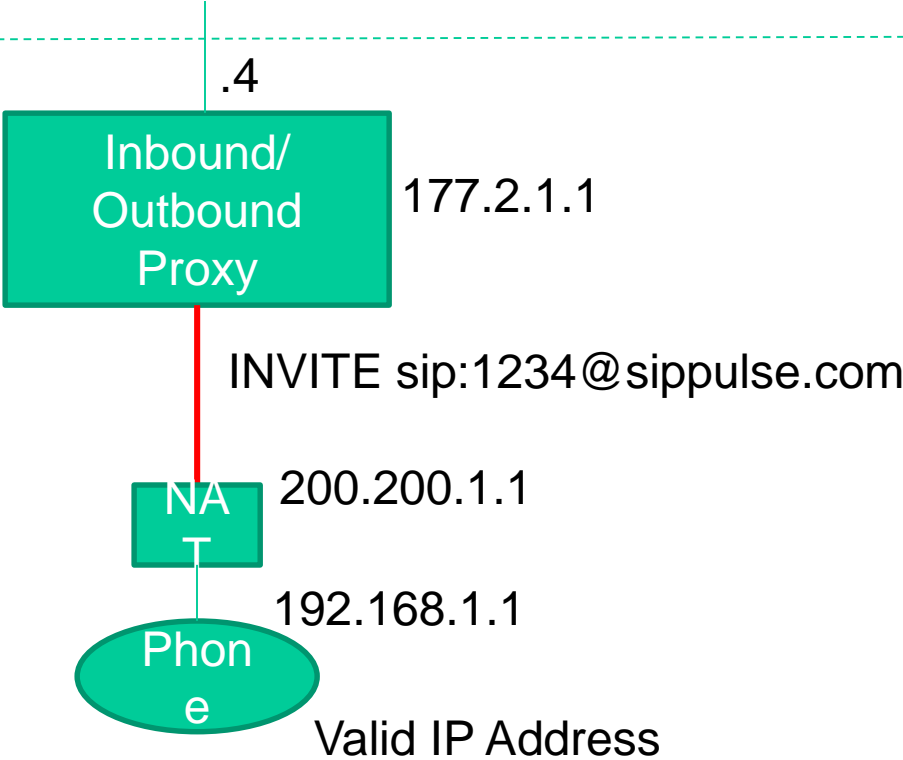 .4
Inbound/
Outbound
Proxy
177.2.1.1
INVITE sip:1234@sippulse.com
NA
T
200.200.1.1
192.168.1.1
Phon
e
Valid IP Address